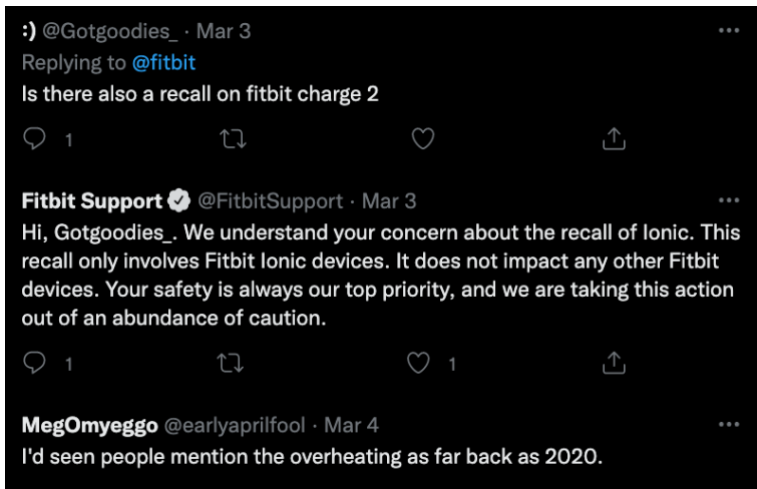 :) @Gotgoodies_ · Mar 3
Replying to @fitbit
Is there also a recall on fitbit charge 2
1
Fitbit Support @FitbitSupport · Mar 3
Hi, Gotgoodies_. We understand your concern about the recall of Ionic. This
recall only involves Fitbit Ionic devices. It does not impact any other Fitbit
devices. Your safety is always our top priority, and we are taking this action
out of an abundance of caution.
1 1
MegOmyeggo @earlyaprilfool · Mar 4
I'd seen people mention the overheating as far back as 2020.